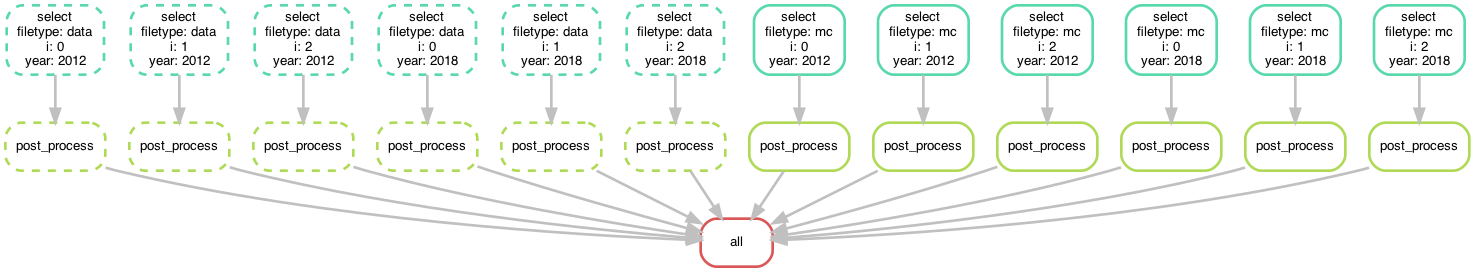 select
filetype: data
i: 0
year: 2012
select
filetype: data
i: 1
year: 2012
select
filetype: data
i: 2
year: 2012
select
filetype: data
i: 0
year: 2018
select
filetype: data
i: 1
year: 2018
select
filetype: data
i: 2
year: 2018
select
filetype: mc
i: 0
year: 2012
select
filetype: mc
i: 1
year: 2012
select
filetype: mc
i: 2
year: 2012
select
filetype: mc
i: 0
year: 2018
select
filetype: mc
i: 1
year: 2018
select
filetype: mc
i: 2
year: 2018
post_process
post_process
post_process
post_process
post_process
post_process
post_process
post_process
post_process
post_process
post_process
post_process
all